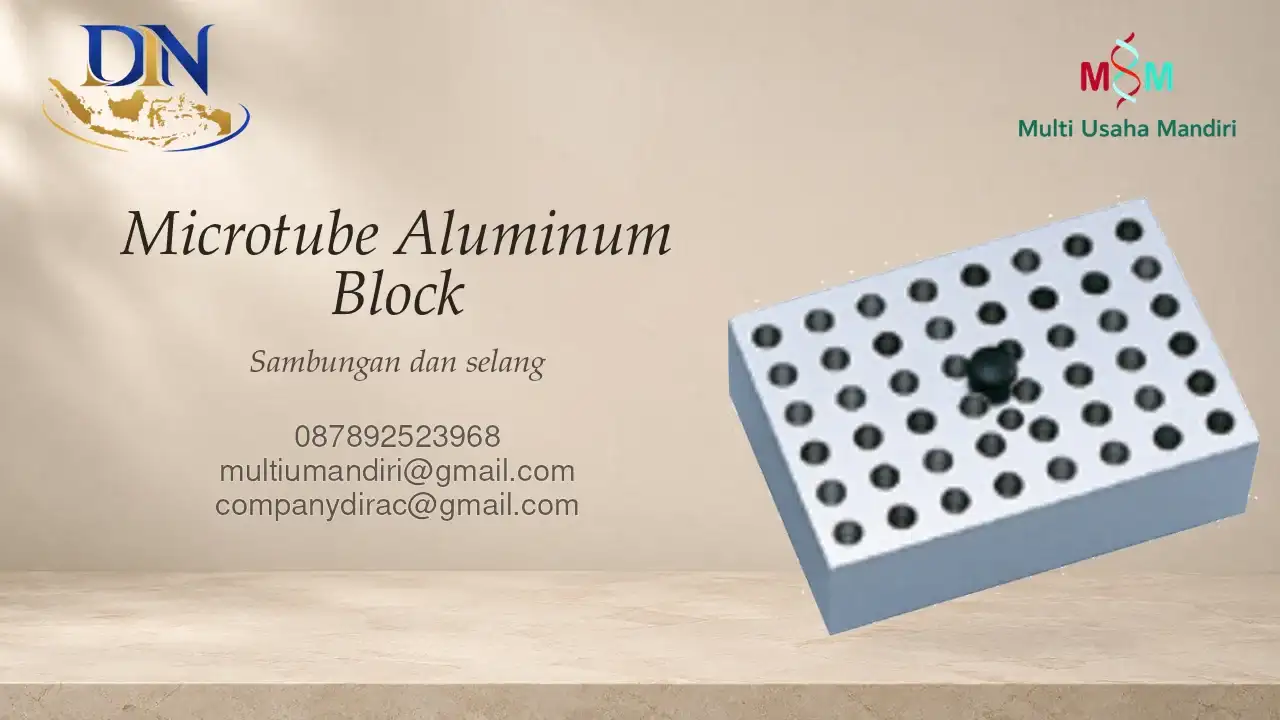 DN
MSM
Multi Usaha Mandiri
Microtube Aluminum
Block
Sambungan dan selang
087892523968
multiumandiri@gmail.com
companydirac@gmail.com